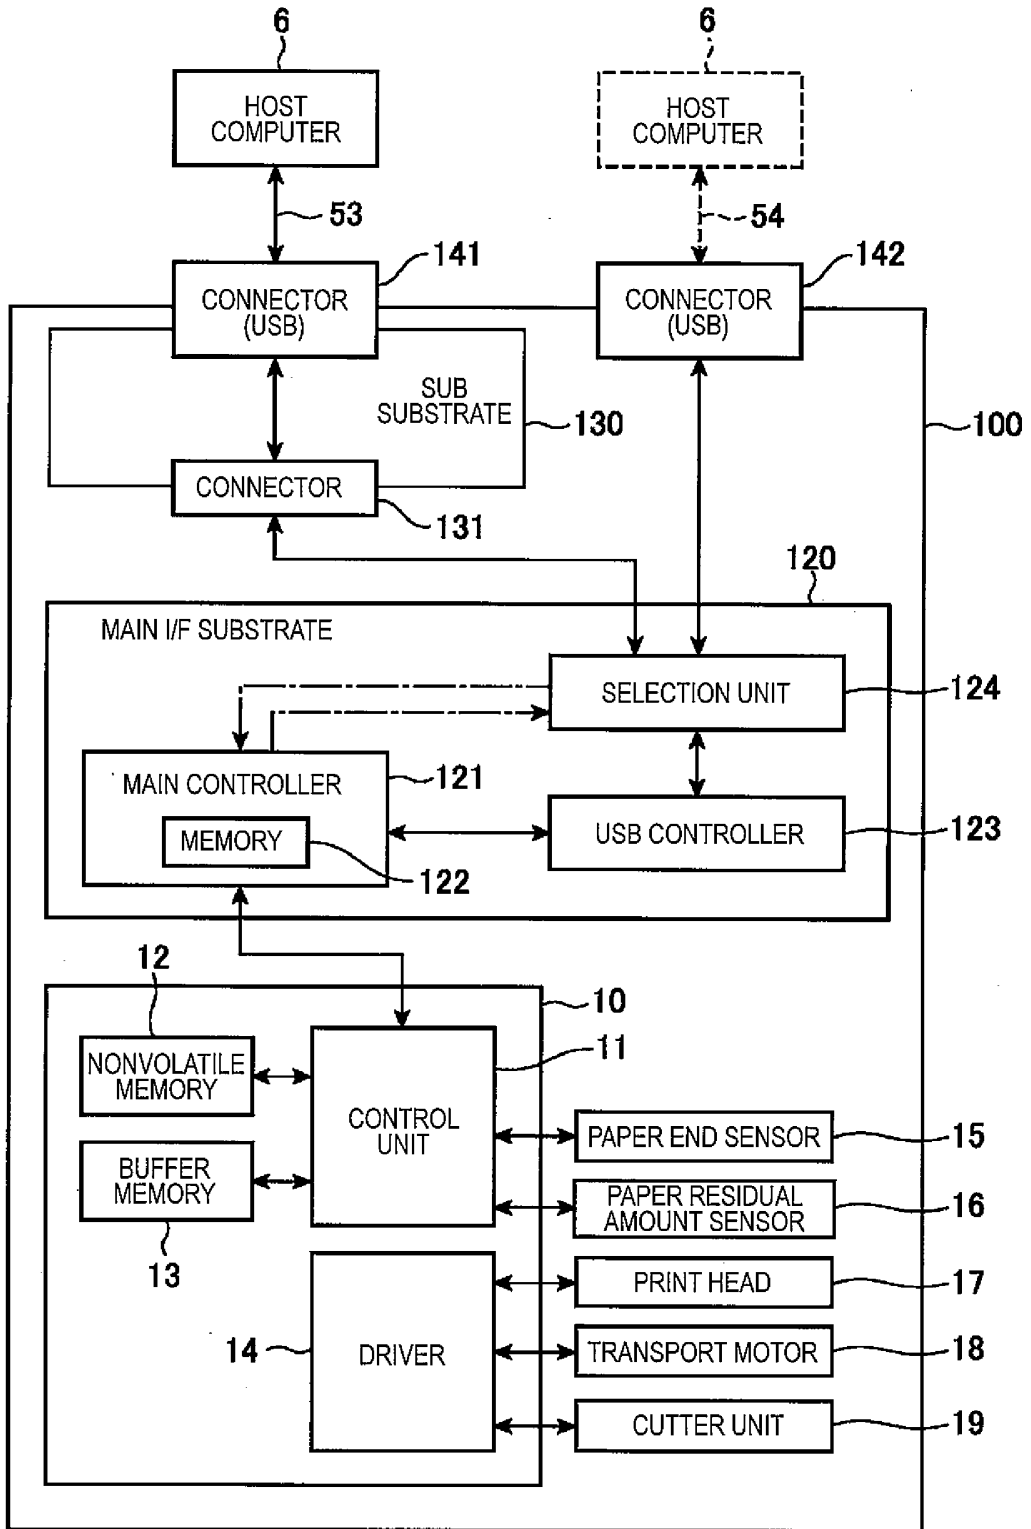 6
6
HOST
COMPUTER
HOST
COMPUTER
53
54
141
142
CONNECTOR
(USB)
CONNECTOR
(USB)
SUB
SUBSTRATE
130
100
CONNECTOR
131
120
MAIN I/F SUBSTRATE
SELECTION UNIT
124
MAIN CONTROLLER
121
MEMORY
122
USB CONTROLLER
123
12
10
11
NONVOLATILE
MEMORY
CONTROL
UNIT
PAPER END SENSOR
15
BUFFER
MEMORY
13
PAPER RESIDUAL
AMOUNT SENSOR
16
PRINT HEAD
17
14
DRIVER
TRANSPORT MOTOR
18
CUTTER UNIT
19